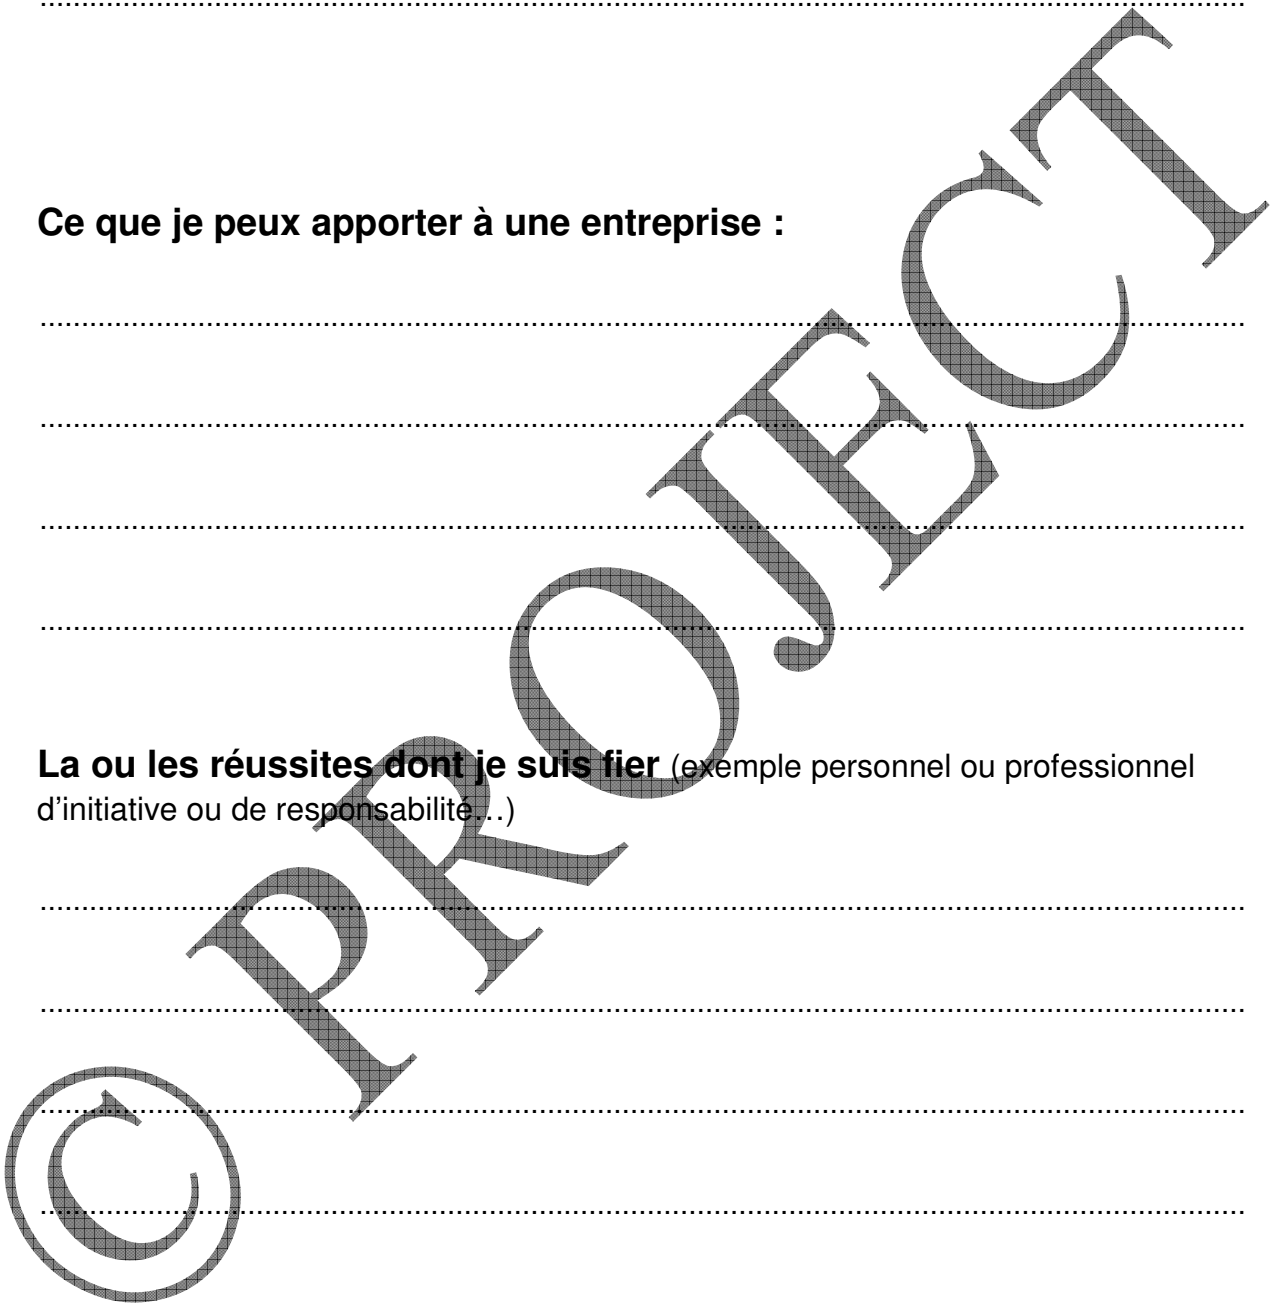 Ce que je peux apporter à une entreprise :
La ou les réussites dont je suis fier (exemple personnel ou professionnel
d'initiative ou de responsabilité…)
© PROJECT